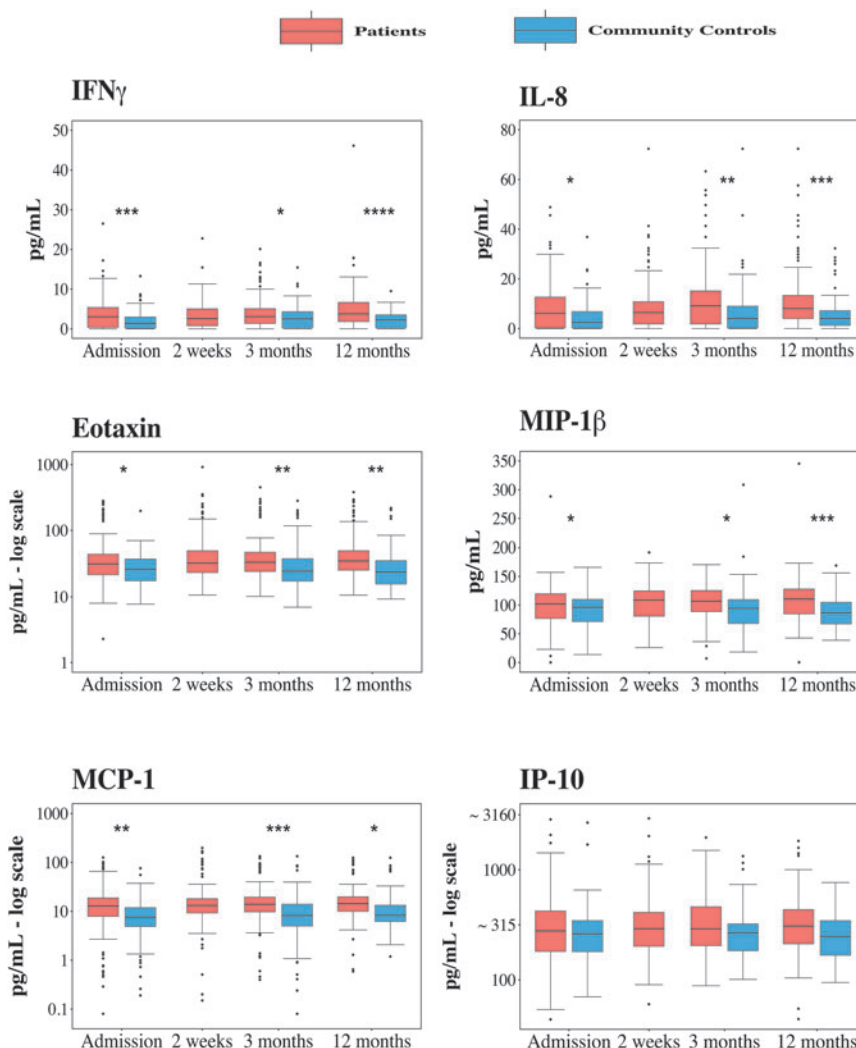 Patients
Community Controls
IFNγ
50
40
30
20
10
0
pg/mL
***
*
****
Admission 2 weeks 3 months 12 months
IL-8
80
60
40
20
0
pg/mL
*
**
***
Admission 2 weeks 3 months 12 months
Eotaxin
1000
100
10
1
pg/mL - log scale
*
**
**
Admission 2 weeks 3 months 12 months
MIP-1β
350
300
250
200
150
100
50
0
pg/mL
*
*
***
Admission 2 weeks 3 months 12 months
MCP-1
1000
100
10
1
0.1
pg/mL - log scale
**
***
*
Admission 2 weeks 3 months 12 months
IP-10
~ 3160
1000
~ 315
100
pg/mL - log scale
Admission 2 weeks 3 months 12 months